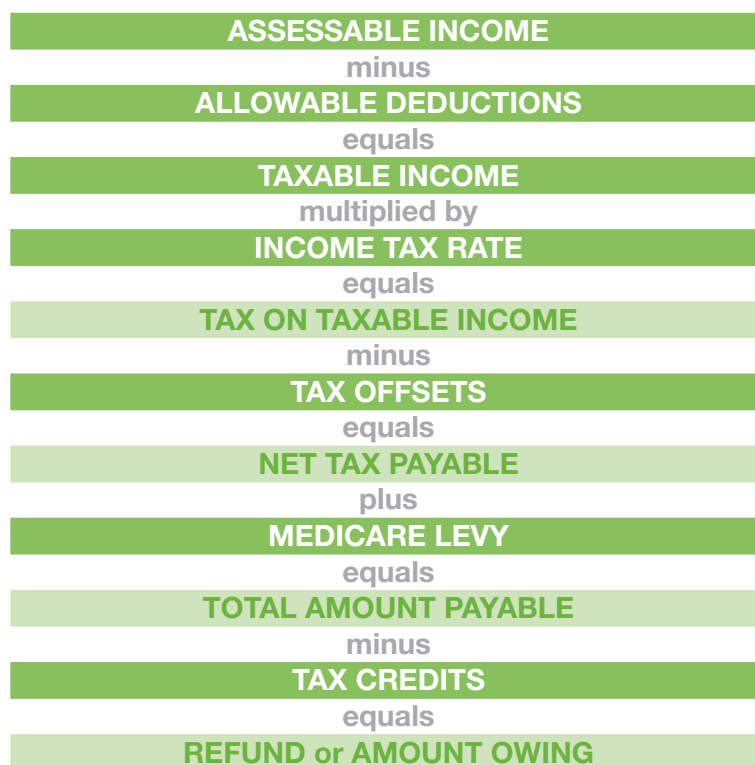 ASSESSABLE INCOME
minus
ALLOWABLE DEDUCTIONS
equals
TAXABLE INCOME
multiplied by
INCOME TAX RATE
equals
TAX ON TAXABLE INCOME
minus
TAX OFFSETS
equals
NET TAX PAYABLE
plus
MEDICARE LEVY
equals
TOTAL AMOUNT PAYABLE
minus
TAX CREDITS
equals
REFUND or AMOUNT OWING